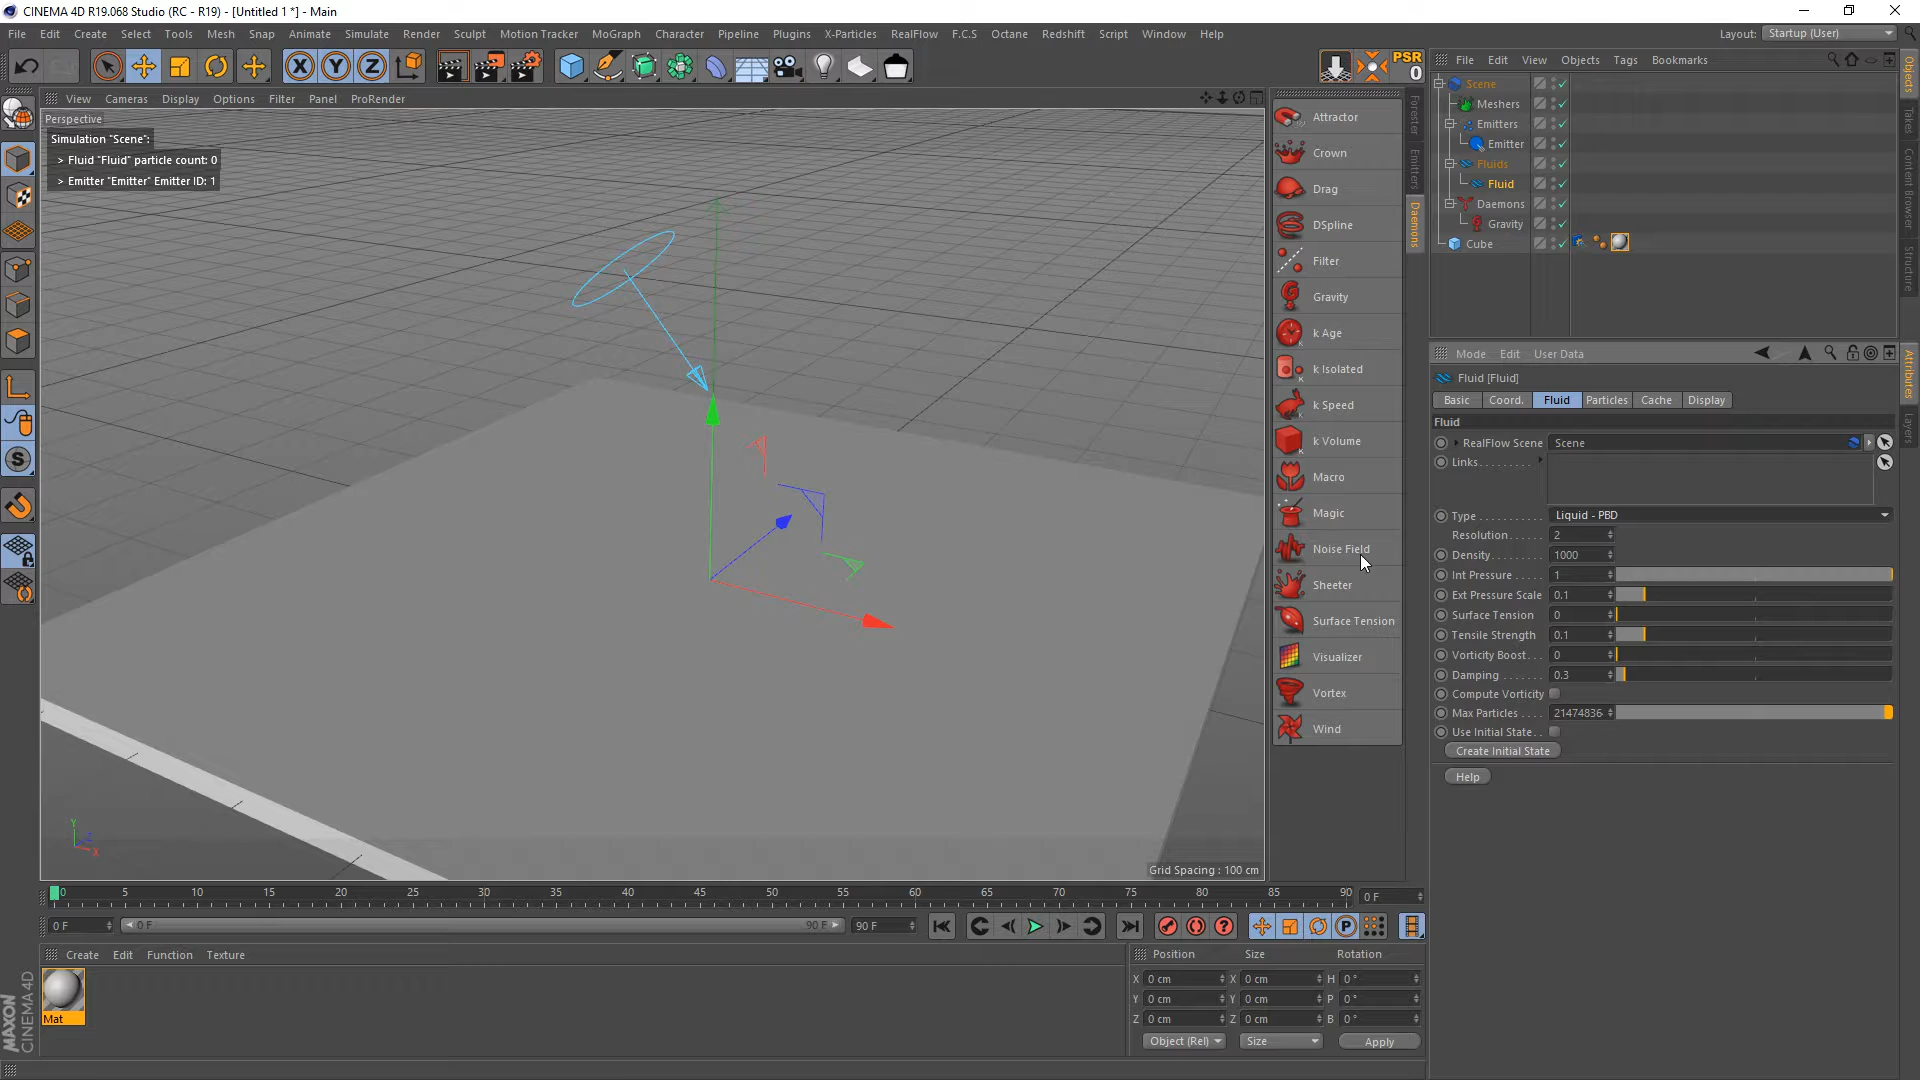 CINEMA 4D R19.068 Studio (RC - R19) - [Untitled 1 *] - Main
File Edit Create Select Tools Mesh Snap Animate Simulate Render Sculpt Motion Tracker MoGraph Character Pipeline Plugins X-Particles RealFlow F.C.S Octane Redshift Script Window Help
Layout: Startup (User)
X Y Z
PSR
0
File Edit View Objects Tags Bookmarks
View Cameras Display Options Filter Panel ProRender
Perspective
Simulation "Scene":
> Fluid "Fluid" particle count: 0
> Emitter "Emitter" Emitter ID: 1
Attractor
Crown
Drag
DSpline
Filter
Gravity
k Age
k Isolated
k Speed
k Volume
Macro
Magic
Noise Field
Sheeter
Surface Tension
Visualizer
Vortex
Wind
Forester
Emitters
Daemons
Scene
Meshers
Emitters
Emitter
Fluids
Fluid
Daemons
Gravity
Cube
Objects
Takes
Content Browser
Structure
Mode Edit User Data
Fluid [Fluid]
Basic Coord. Fluid Particles Cache Display
Fluid
RealFlow Scene Scene
Links. . . . . . . . .
Type . . . . . . . . . . Liquid - PBD
Resolution . . 2
Density. . . . . . . . 1000
Int Pressure . . . . . 1
Ext Pressure Scale 0.1
Surface Tension 0
Tensile Strength 0.1
Vorticity Boost. . . 0
Damping . . . . . . . 0.3
Compute Vorticity
Max Particles . . . . 21474836
Use Initial State. .
Create Initial State
Help
Attributes
Layers
Y
Z
X
Grid Spacing : 100 cm
0 5 10 15 20 25 30 35 40 45 50 55 60 65 70 75 80 85 90
0 F
0 F 0 F 90 F 90 F
P
Create Edit Function Texture
Mat
MAXON
CINEMA 4D
Position Size Rotation
X 0 cm X 0 cm H 0 °
Y 0 cm Y 0 cm P 0 °
Z 0 cm Z 0 cm B 0 °
Object (Rel) Size Apply